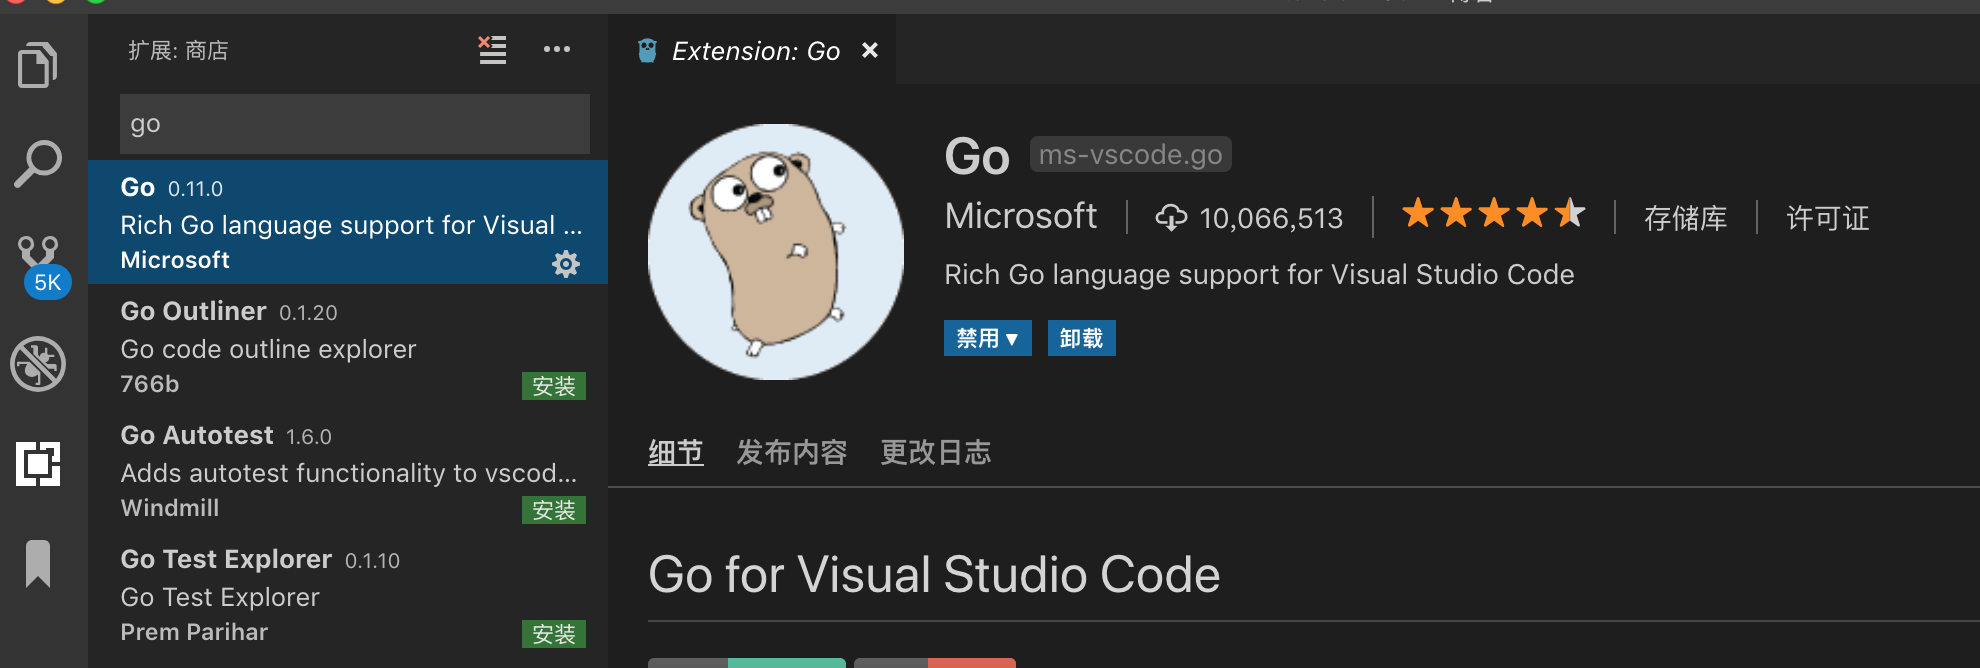 扩展: 商店
go
Go 0.11.0
Rich Go language support for Visual ...
Microsoft
Go Outliner 0.1.20
Go code outline explorer
766b
安装
Go Autotest 1.6.0
Adds autotest functionality to vscod...
Windmill
安装
Go Test Explorer 0.1.10
Go Test Explorer
Prem Parihar
安装
5K
Extension: Go
Go ms-vscode.go
Microsoft 10,066,513 存储库 许可证
Rich Go language support for Visual Studio Code
禁用 卸载
细节 发布内容 更改日志
Go for Visual Studio Code